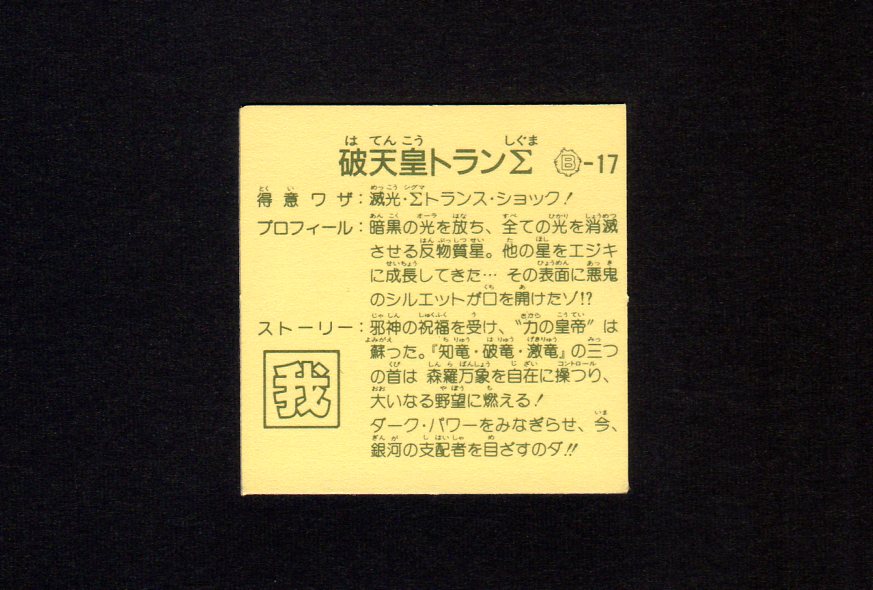 破天皇トランΣ Ⓑ-17
得意ワザ:滅光・Σトランス・ショック!
プロフィール:暗黒の光を放ち、全ての光を消滅
させる反物質星。他の星をエジキ
に成長してきた… その表面に悪鬼
のシルエットが口を開けたゾ!?
ストーリー:邪神の祝福を受け、“力の皇帝”は
蘇った。『知竜・破竜・激竜』の三つ
の首は 森羅万象を自在に操つり、
大いなる野望に燃える!
ダーク・パワーをみなぎらせ、今、
銀河の支配者を目ざすのダ!!
我